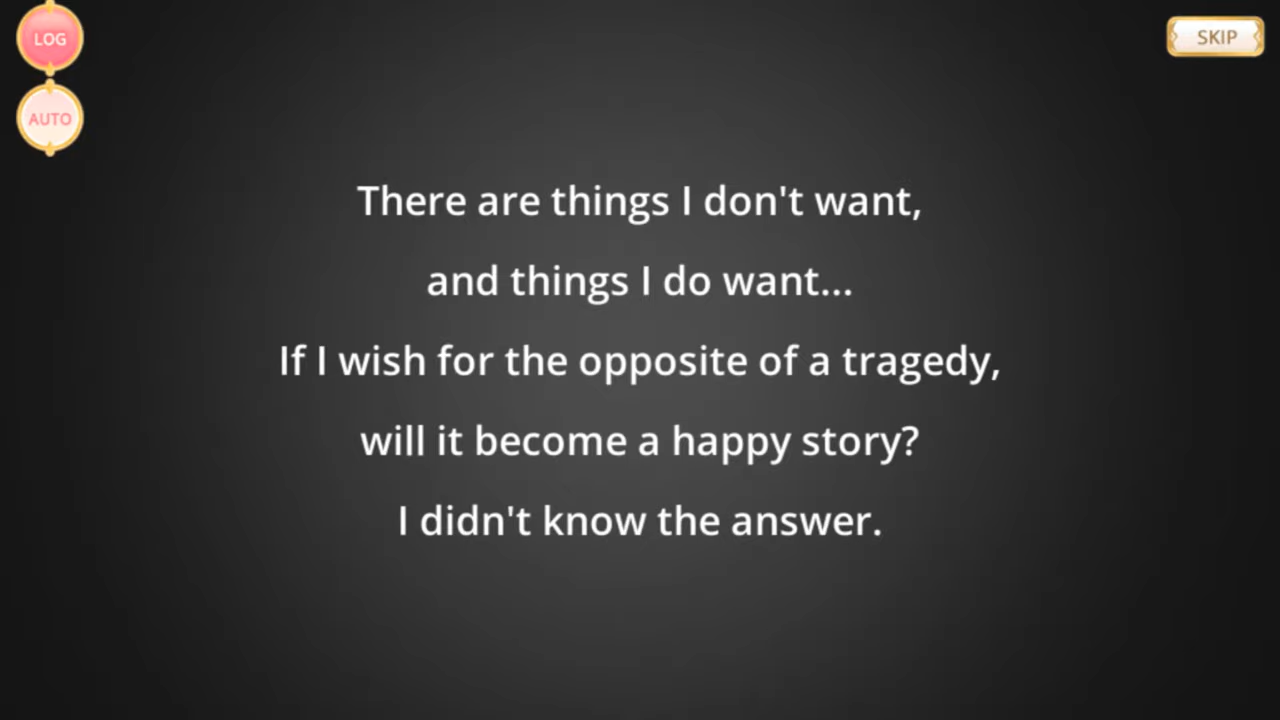 LOG
SKIP
AUTO
There are things I don't want,
and things I do want...
If I wish for the opposite of a tragedy,
will it become a happy story?
I didn't know the answer.